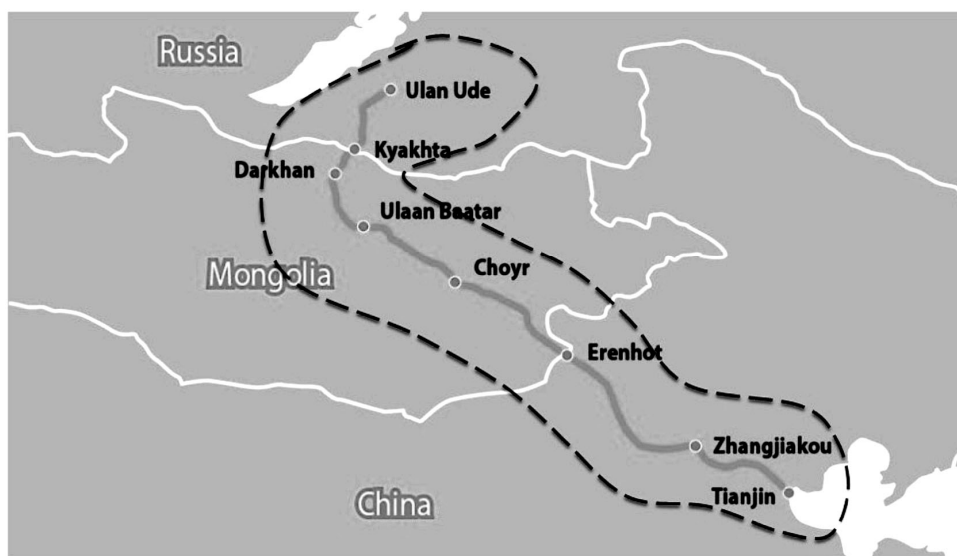 Russia
Ulan Ude
Kyakhta
Darkhan
Ulaan Baatar
Mongolia
Choyr
Erenhot
Zhangjiakou
Tianjin
China